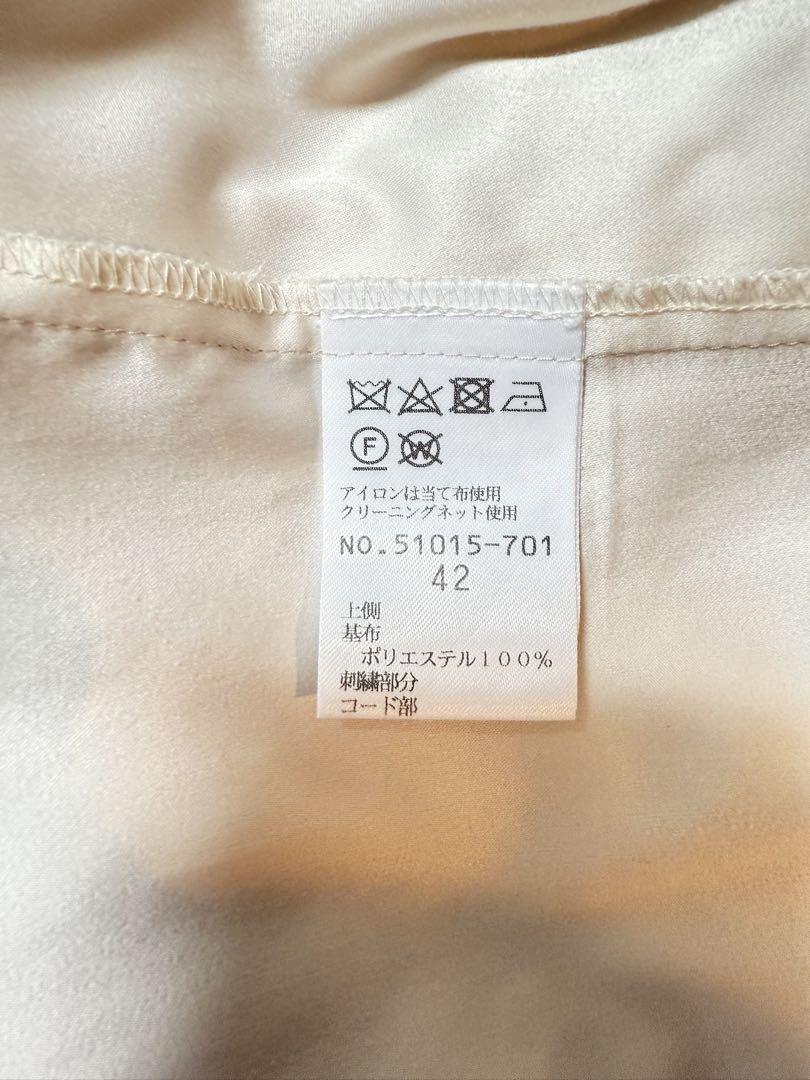 F W
アイロンは当て布使用
クリーニングネット使用
NO.51015-701
42
上側
基布
ポリエステル100%
刺繍部分
コード部